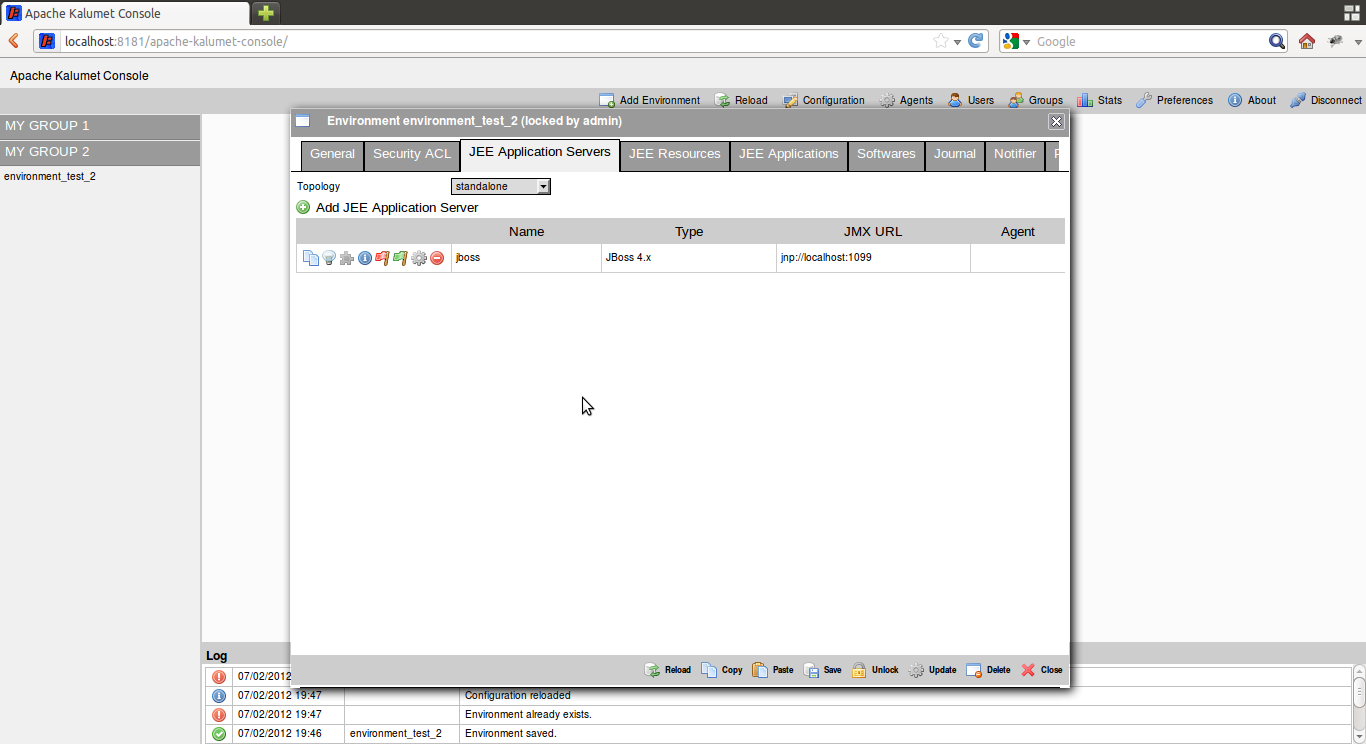 Apache Kalumet Console
localhost:8181/apache-kalumet-console/
Google
Apache Kalumet Console
Add Environment Reload Configuration Agents Users Groups Stats Preferences About Disconnect
MY GROUP 1
MY GROUP 2
environment_test_2
Environment environment_test_2 (locked by admin)
General Security ACL JEE Application Servers JEE Resources JEE Applications Softwares Journal Notifier
Topology standalone
Add JEE Application Server
Name Type JMX URL Agent
jboss JBoss 4.x jnp://localhost:1099
Reload Copy Paste Save Unlock Update Delete Close
Log
07/02/2012
07/02/2012 19:47 Configuration reloaded
07/02/2012 19:47 Environment already exists.
07/02/2012 19:46 environment_test_2 Environment saved.